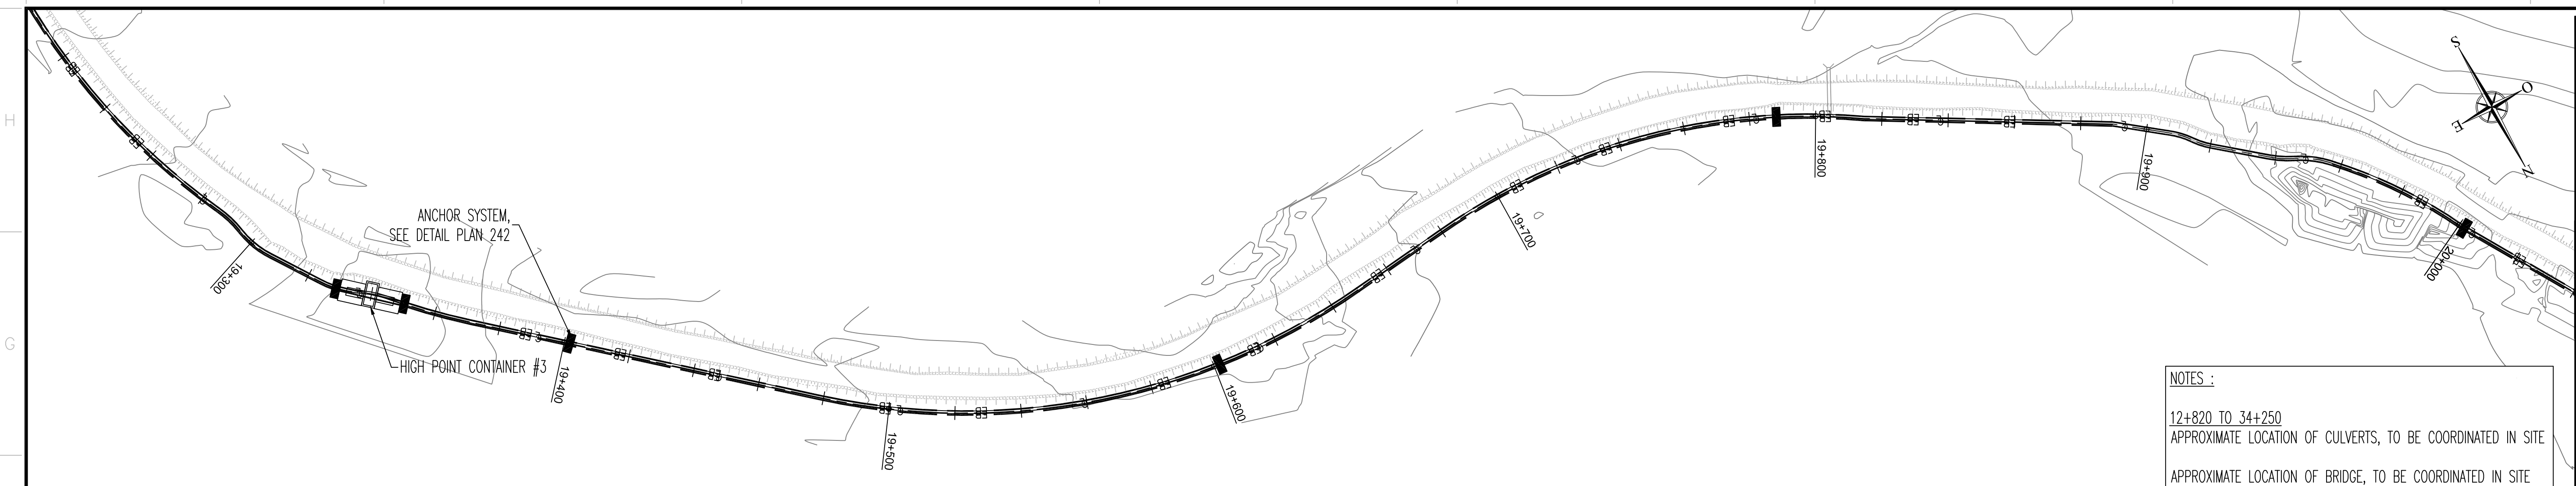 H
G
S
O
E
N
ANCHOR SYSTEM,
SEE DETAIL PLAN 242
HIGH POINT CONTAINER #3
19+300
19+400
19+500
19+600
19+700
19+800
19+900
20+000
NOTES :
12+820 TO 34+250
APPROXIMATE LOCATION OF CULVERTS, TO BE COORDINATED IN SITE
APPROXIMATE LOCATION OF BRIDGE, TO BE COORDINATED IN SITE